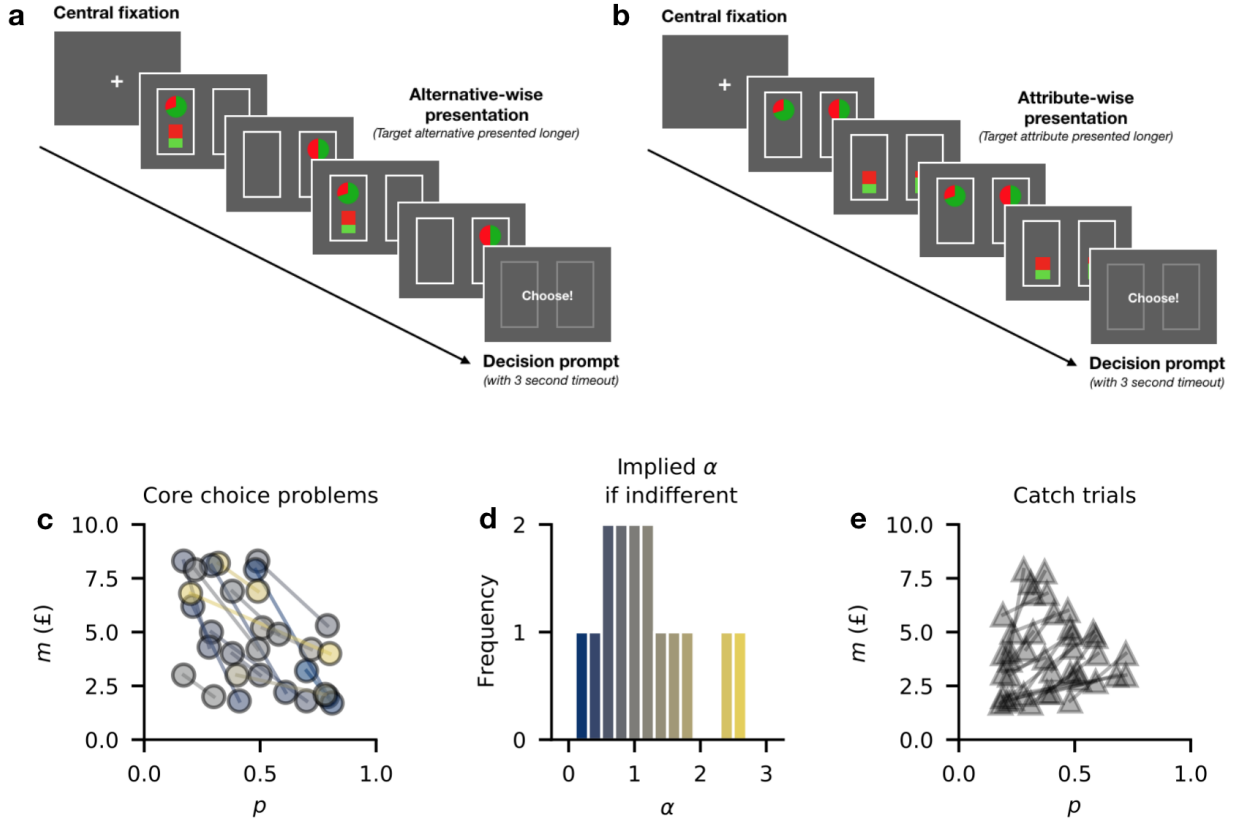 a
Central fixation
+
Alternative-wise
presentation
(Target alternative presented longer)
Choose!
Decision prompt
(with 3 second timeout)
b
Central fixation
+
Attribute-wise
presentation
(Target attribute presented longer)
Choose!
Decision prompt
(with 3 second timeout)
c
Core choice problems
m (£)
10.0
7.5
5.0
2.5
0.0
0.0 0.5 1.0
p
d
Implied α
if indifferent
Frequency
2
1
0
0 1 2 3
α
e
Catch trials
m (£)
10.0
7.5
5.0
2.5
0.0
0.0 0.5 1.0
p